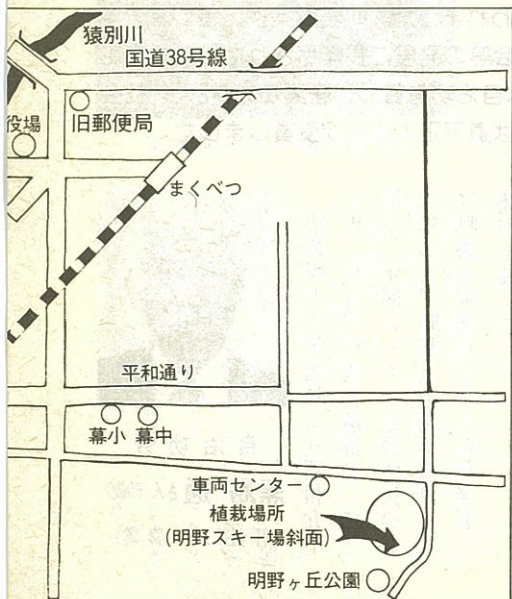 猿別川
国道38号線
役場
旧郵便局
まくべつ
平和通り
幕小 幕中
車両センター
植栽場所
(明野スキー場斜面)
明野ヶ丘公園